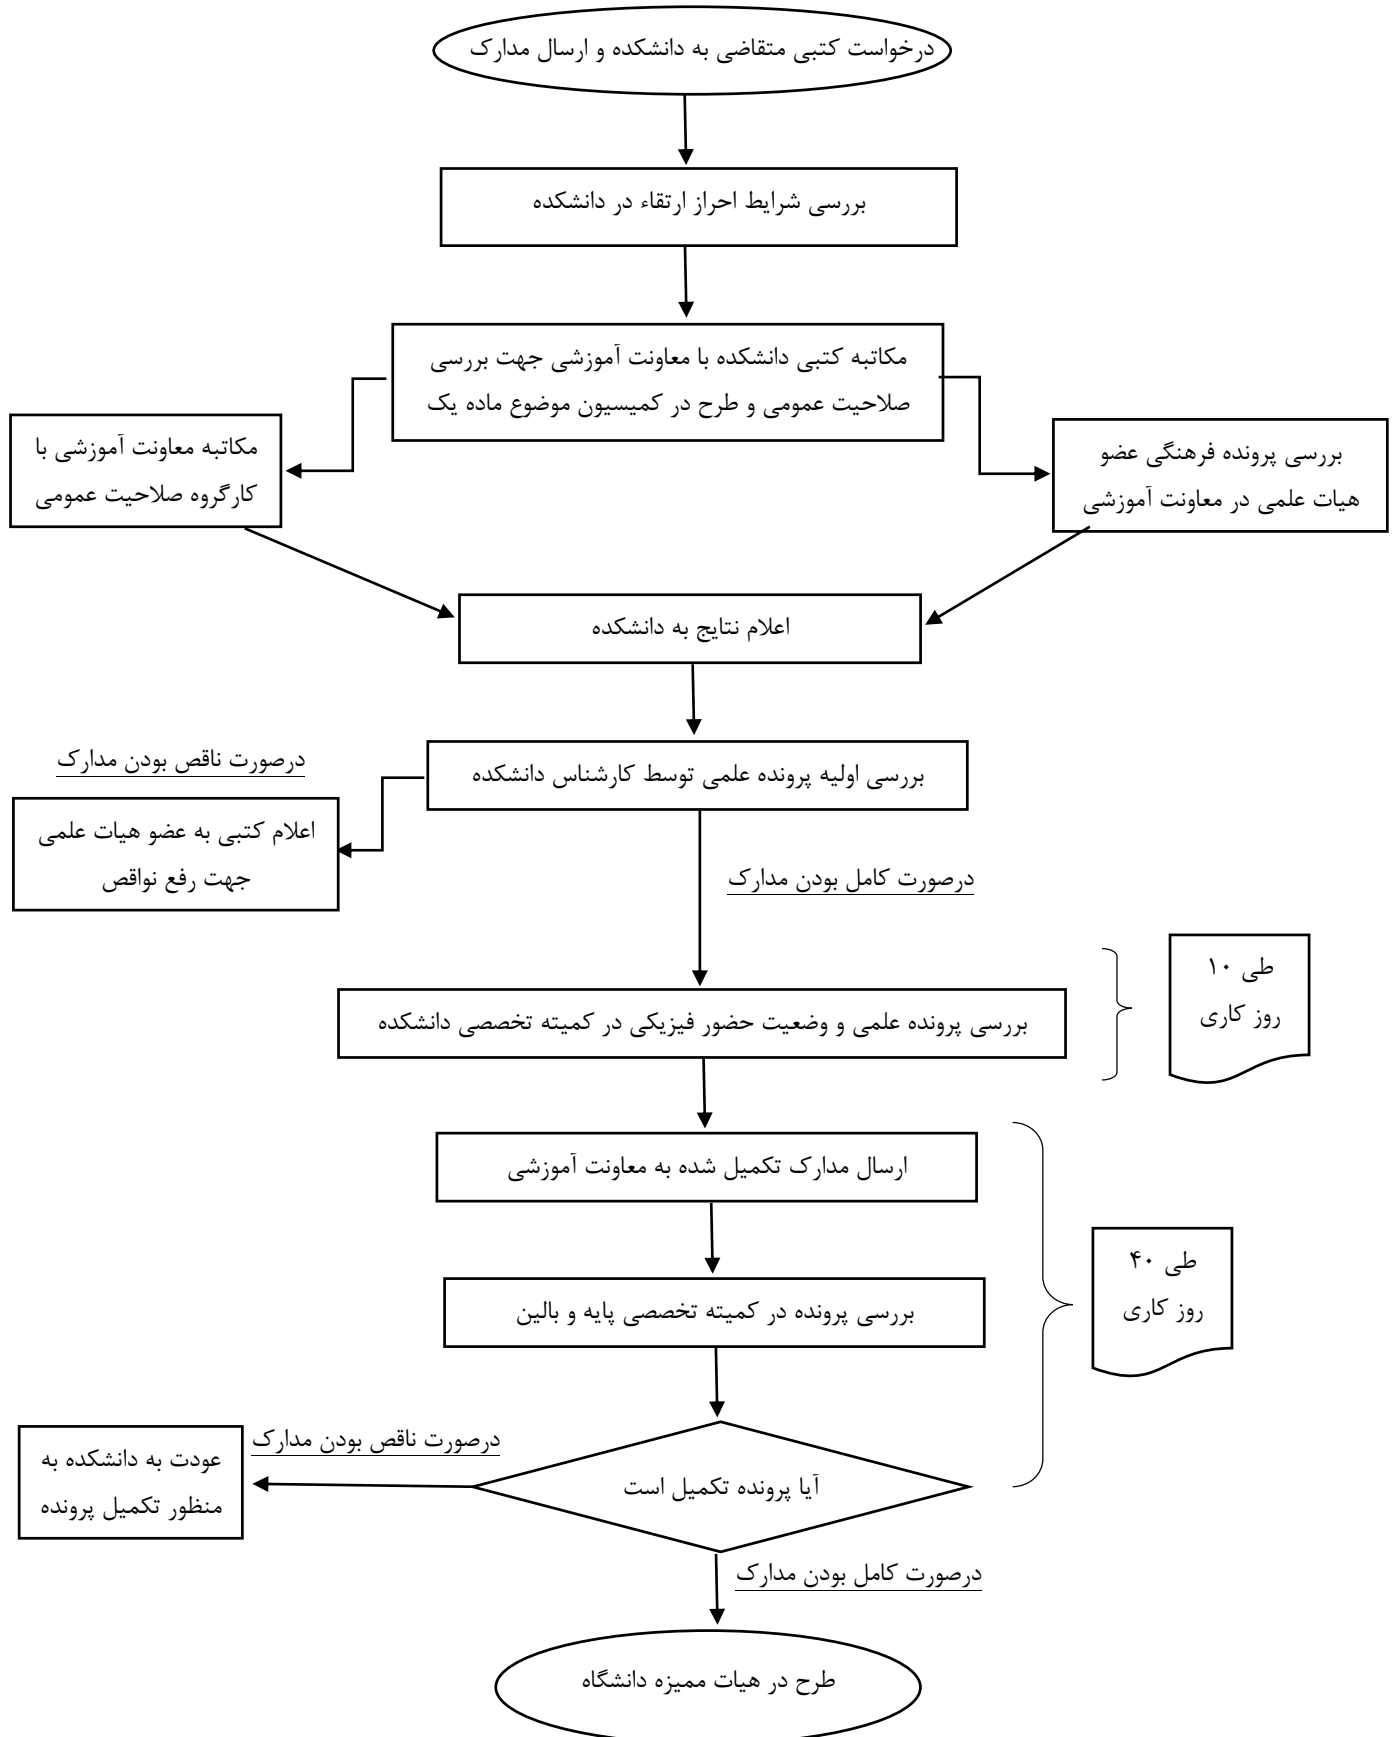 درخواست کتبی متقاضی به دانشکده و ارسال مدارک
بررسی شرایط احراز ارتقاء در دانشکده
مکاتبه کتبی دانشکده با معاونت آموزشی جهت بررسی
صلاحیت عمومی و طرح در کمیسیون موضوع ماده یک
بررسی پرونده فرهنگی عضو
هیات علمی در معاونت آموزشی
مکاتبه معاونت آموزشی با
کارگروه صلاحیت عمومی
اعلام نتایج به دانشکده
بررسی اولیه پرونده علمی توسط کارشناس دانشکده
درصورت ناقص بودن مدارک
اعلام کتبی به عضو هیات علمی
جهت رفع نواقص
درصورت کامل بودن مدارک
طی ۱۰
روز کاری
بررسی پرونده علمی و وضعیت حضور فیزیکی در کمیته تخصصی دانشکده
ارسال مدارک تکمیل شده به معاونت آموزشی
طی ۴۰
روز کاری
بررسی پرونده در کمیته تخصصی پایه و بالین
آیا پرونده تکمیل است
درصورت ناقص بودن مدارک
عودت به دانشکده به
منظور تکمیل پرونده
درصورت کامل بودن مدارک
طرح در هیات ممیزه دانشگاه